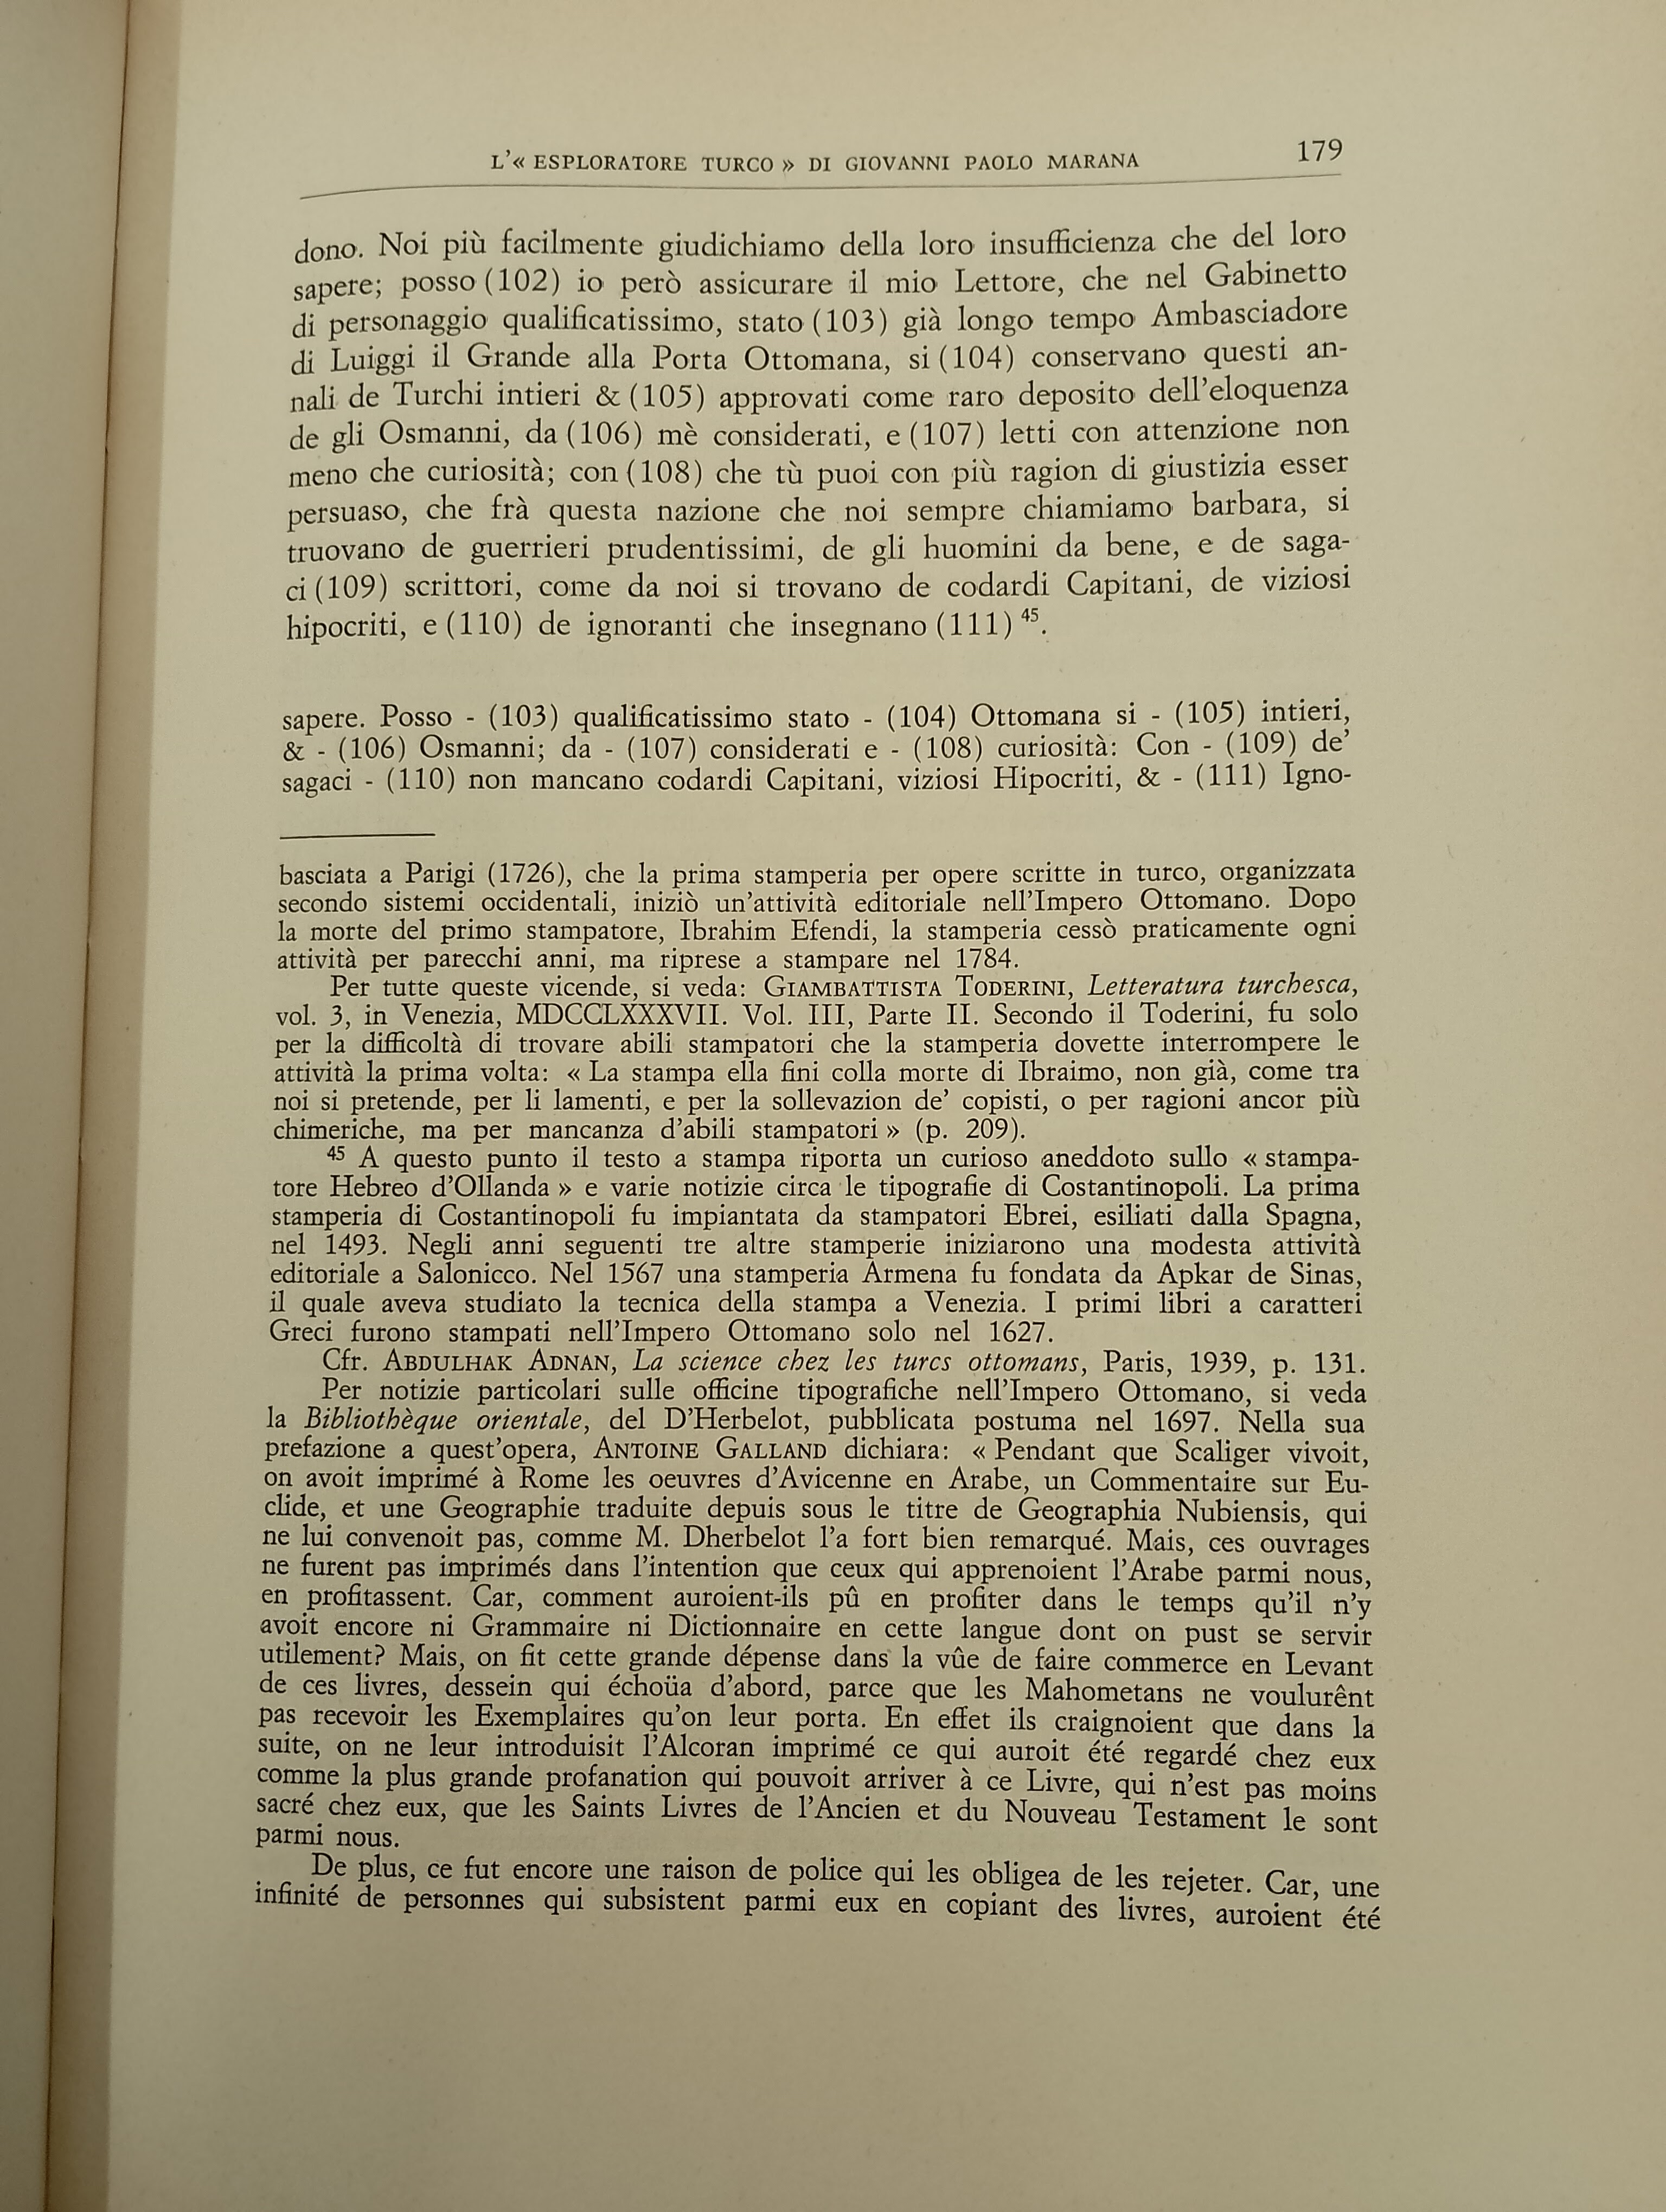 L'« ESPLORATORE TURCO » DI GIOVANNI PAOLO MARANA 179
dono. Noi più facilmente giudichiamo della loro insufficienza che del loro
sapere; posso (102) io però assicurare il mio Lettore, che nel Gabinetto
di personaggio qualificatissimo, stato (103) già longo tempo Ambasciadore
di Luiggi il Grande alla Porta Ottomana, si (104) conservano questi an-
nali de Turchi intieri & (105) approvati come raro deposito dell'eloquenza
de gli Osmanni, da (106) mè considerati, e (107) letti con attenzione non
meno che curiosità; con (108) che tù puoi con più ragion di giustizia esser
persuaso, che frà questa nazione che noi sempre chiamiamo barbara, si
truovano de guerrieri prudentissimi, de gli huomini da bene, e de saga-
ci (109) scrittori, come da noi si trovano de codardi Capitani, de viziosi
hipocriti, e (110) de ignoranti che insegnano (111) 45.
sapere. Posso - (103) qualificatissimo stato - (104) Ottomana si - (105) intieri,
& - (106) Osmanni; da - (107) considerati e - (108) curiosità: Con - (109) de'
sagaci - (110) non mancano codardi Capitani, viziosi Hipocriti, & - (111) Igno-
basciata a Parigi (1726), che la prima stamperia per opere scritte in turco, organizzata
secondo sistemi occidentali, iniziò un'attività editoriale nell'Impero Ottomano. Dopo
la morte del primo stampatore, Ibrahim Efendi, la stamperia cessò praticamente ogni
attività per parecchi anni, ma riprese a stampare nel 1784.
Per tutte queste vicende, si veda: GIAMBATTISTA TODERINI, Letteratura turchesca,
vol. 3, in Venezia, MDCCLXXXVII. Vol. III, Parte II. Secondo il Toderini, fu solo
per la difficoltà di trovare abili stampatori che la stamperia dovette interrompere le
attività la prima volta: « La stampa ella fini colla morte di Ibraimo, non già, come tra
noi si pretende, per li lamenti, e per la sollevazion de' copisti, o per ragioni ancor più
chimeriche, ma per mancanza d'abili stampatori » (p. 209).
45 A questo punto il testo a stampa riporta un curioso aneddoto sullo « stampa-
tore Hebreo d'Ollanda » e varie notizie circa le tipografie di Costantinopoli. La prima
stamperia di Costantinopoli fu impiantata da stampatori Ebrei, esiliati dalla Spagna,
nel 1493. Negli anni seguenti tre altre stamperie iniziarono una modesta attività
editoriale a Salonicco. Nel 1567 una stamperia Armena fu fondata da Apkar de Sinas,
il quale aveva studiato la tecnica della stampa a Venezia. I primi libri a caratteri
Greci furono stampati nell'Impero Ottomano solo nel 1627.
Cfr. ABDULHAK ADNAN, La science chez les turcs ottomans, Paris, 1939, p. 131.
Per notizie particolari sulle officine tipografiche nell'Impero Ottomano, si veda
la Bibliothèque orientale, del D'Herbelot, pubblicata postuma nel 1697. Nella sua
prefazione a quest'opera, ANTOINE GALLAND dichiara: « Pendant que Scaliger vivoit,
on avoit imprimé à Rome les oeuvres d'Avicenne en Arabe, un Commentaire sur Eu-
clide, et une Geographie traduite depuis sous le titre de Geographia Nubiensis, qui
ne lui convenoit pas, comme M. Dherbelot l'a fort bien remarqué. Mais, ces ouvrages
ne furent pas imprimés dans l'intention que ceux qui apprenoient l'Arabe parmi nous,
en profitassent. Car, comment auroient-ils pû en profiter dans le temps qu'il n'y
avoit encore ni Grammaire ni Dictionnaire en cette langue dont on pust se servir
utilement? Mais, on fit cette grande dépense dans la vûe de faire commerce en Levant
de ces livres, dessein qui échoüa d'abord, parce que les Mahometans ne voulurênt
pas recevoir les Exemplaires qu'on leur porta. En effet ils craignoient que dans la
suite, on ne leur introduisit l'Alcoran imprimé ce qui auroit été regardé chez eux
comme la plus grande profanation qui pouvoit arriver à ce Livre, qui n'est pas moins
sacré chez eux, que les Saints Livres de l'Ancien et du Nouveau Testament le sont
parmi nous.
De plus, ce fut encore une raison de police qui les obligea de les rejeter. Car, une
infinité de personnes qui subsistent parmi eux en copiant des livres, auroient été